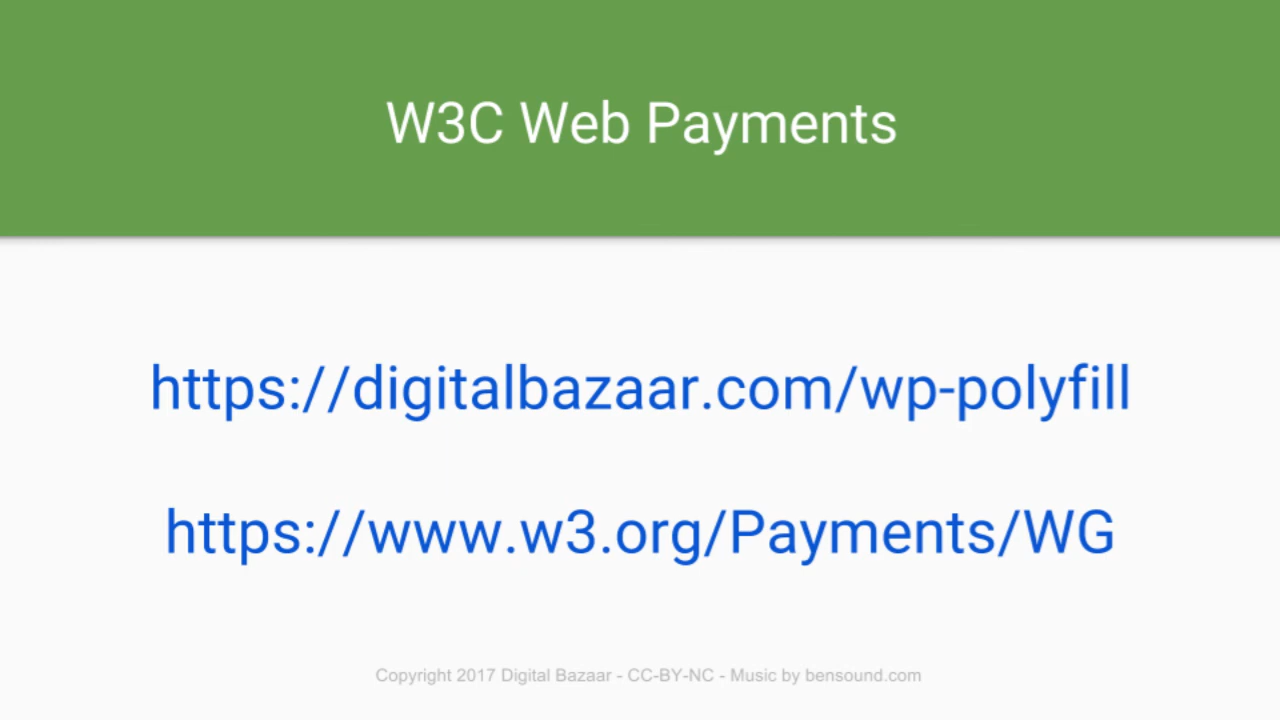 W3C Web Payments
https://digitalbazaar.com/wp-polyfill
https://www.w3.org/Payments/WG
Copyright 2017 Digital Bazaar - CC-BY-NC - Music by bensound.com